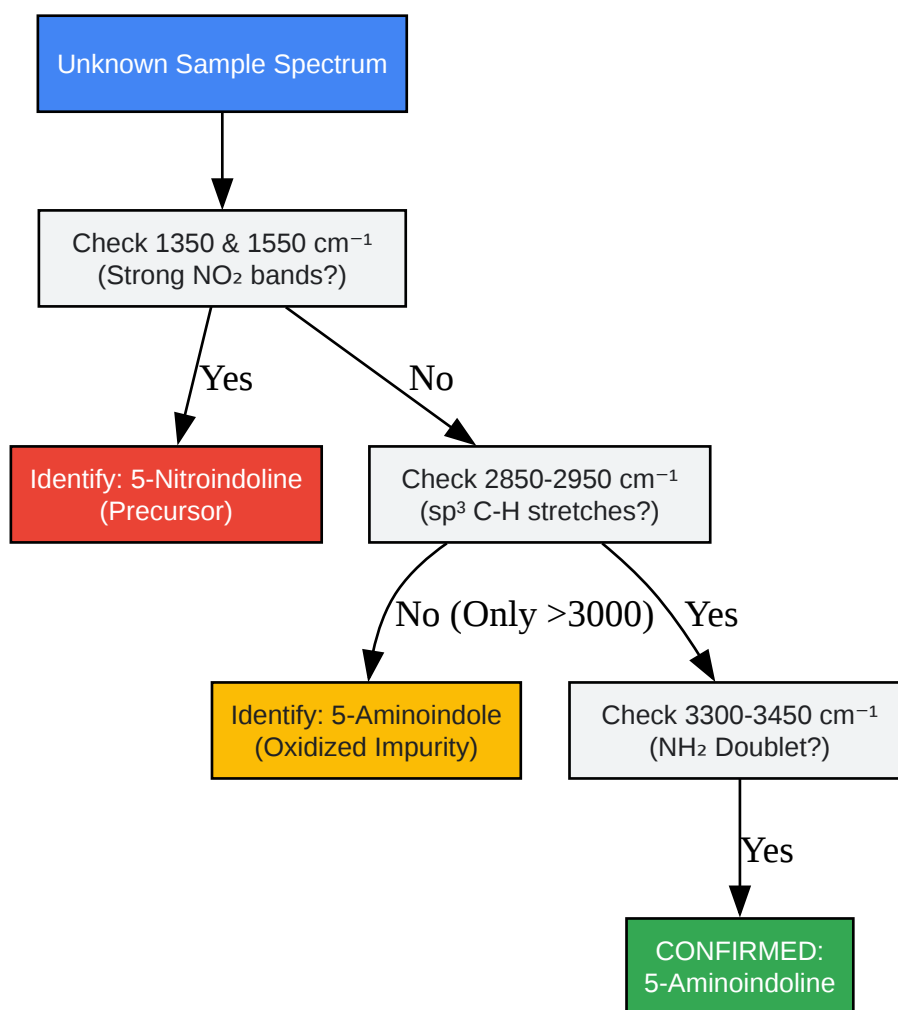 Unknown Sample Spectrum
Check 1350 & 1550 cm⁻¹
(Strong NO₂ bands?)
Yes
No
Identify: 5-Nitroindoline
(Precursor)
Check 2850-2950 cm⁻¹
(sp³ C-H stretches?)
No (Only >3000)
Yes
Identify: 5-Aminoindole
(Oxidized Impurity)
Check 3300-3450 cm⁻¹
(NH₂ Doublet?)
Yes
CONFIRMED:
5-Aminoindoline